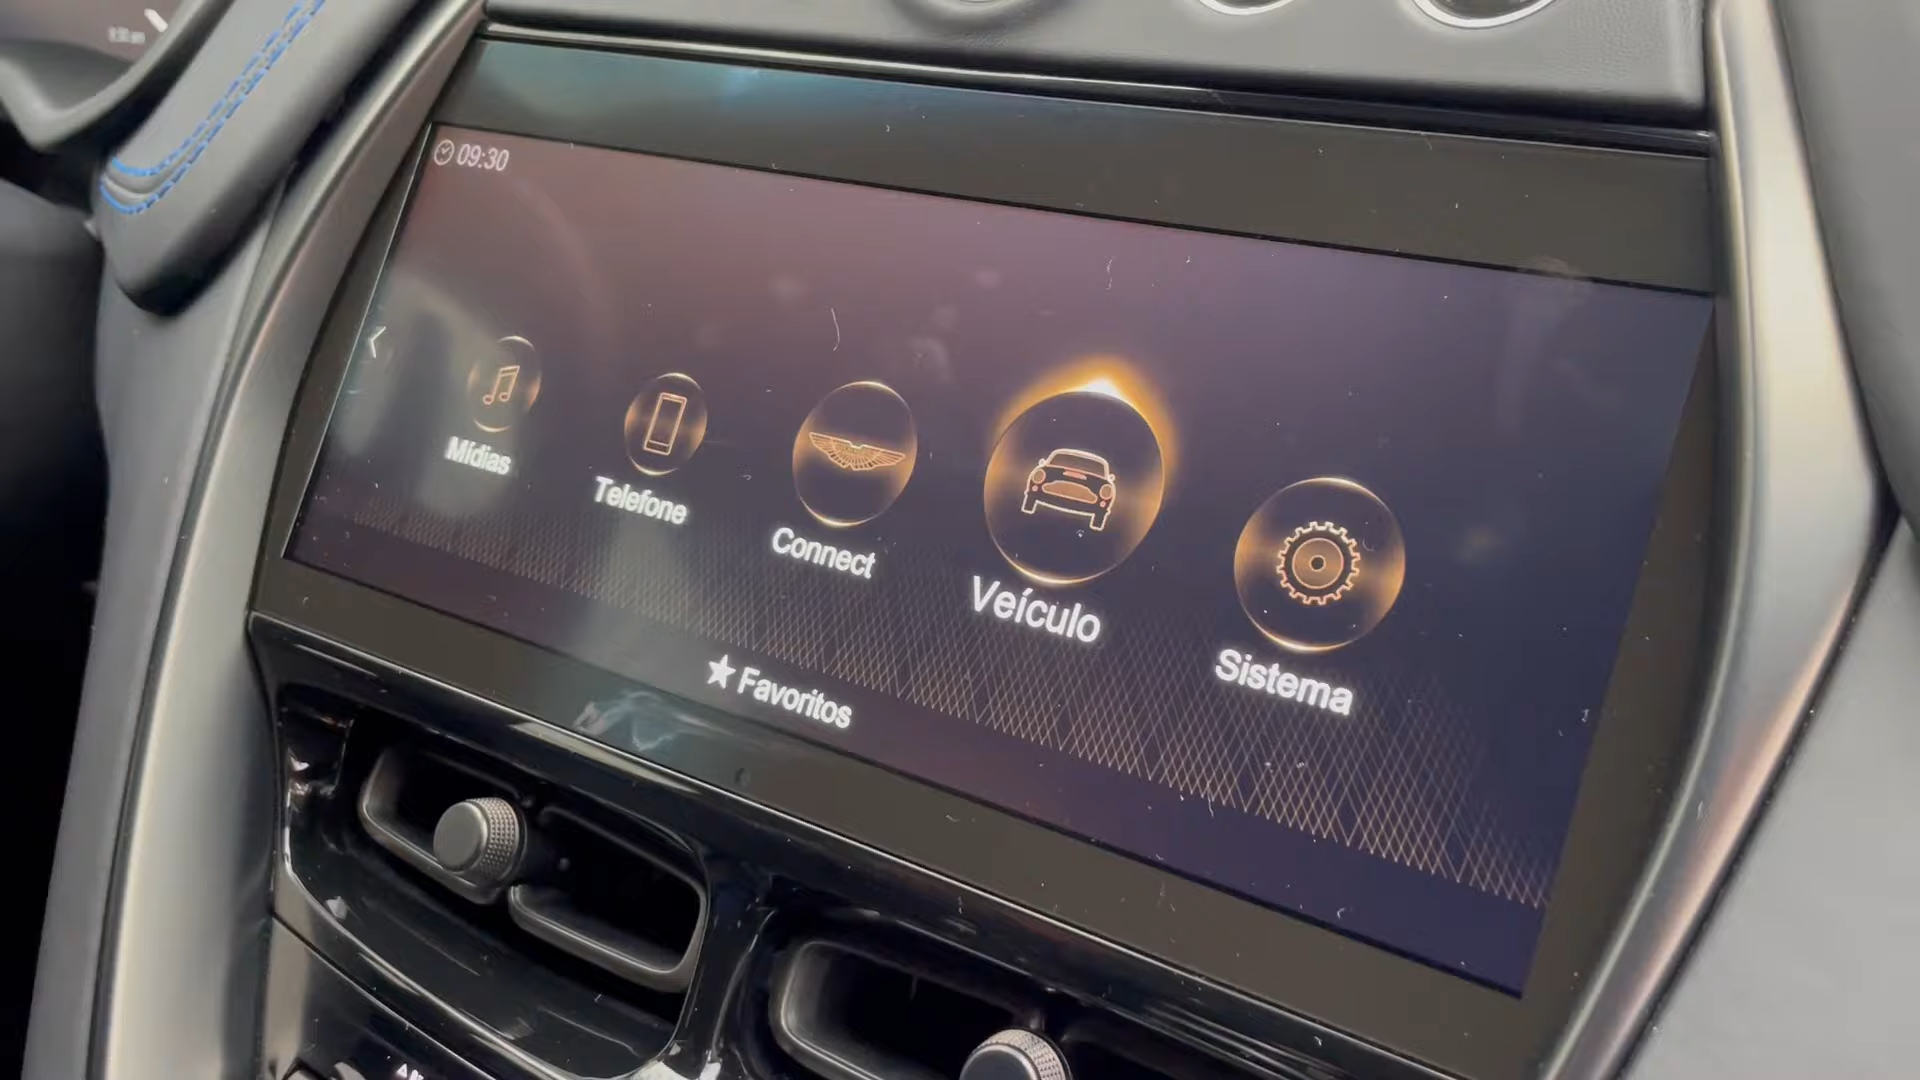 09:30
Mídias
Telefone
Connect
Veículo
Sistema
★ Favoritos